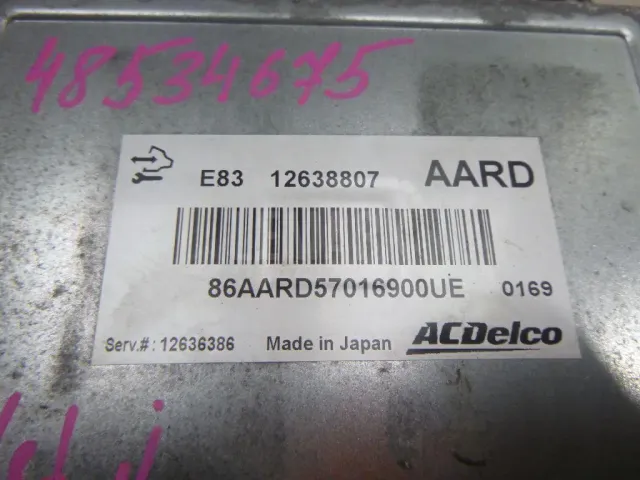 48534675
E83 12638807 AARD
86AARD57016900UE 0169
Serv.#: 12636386 Made in Japan ACDelco